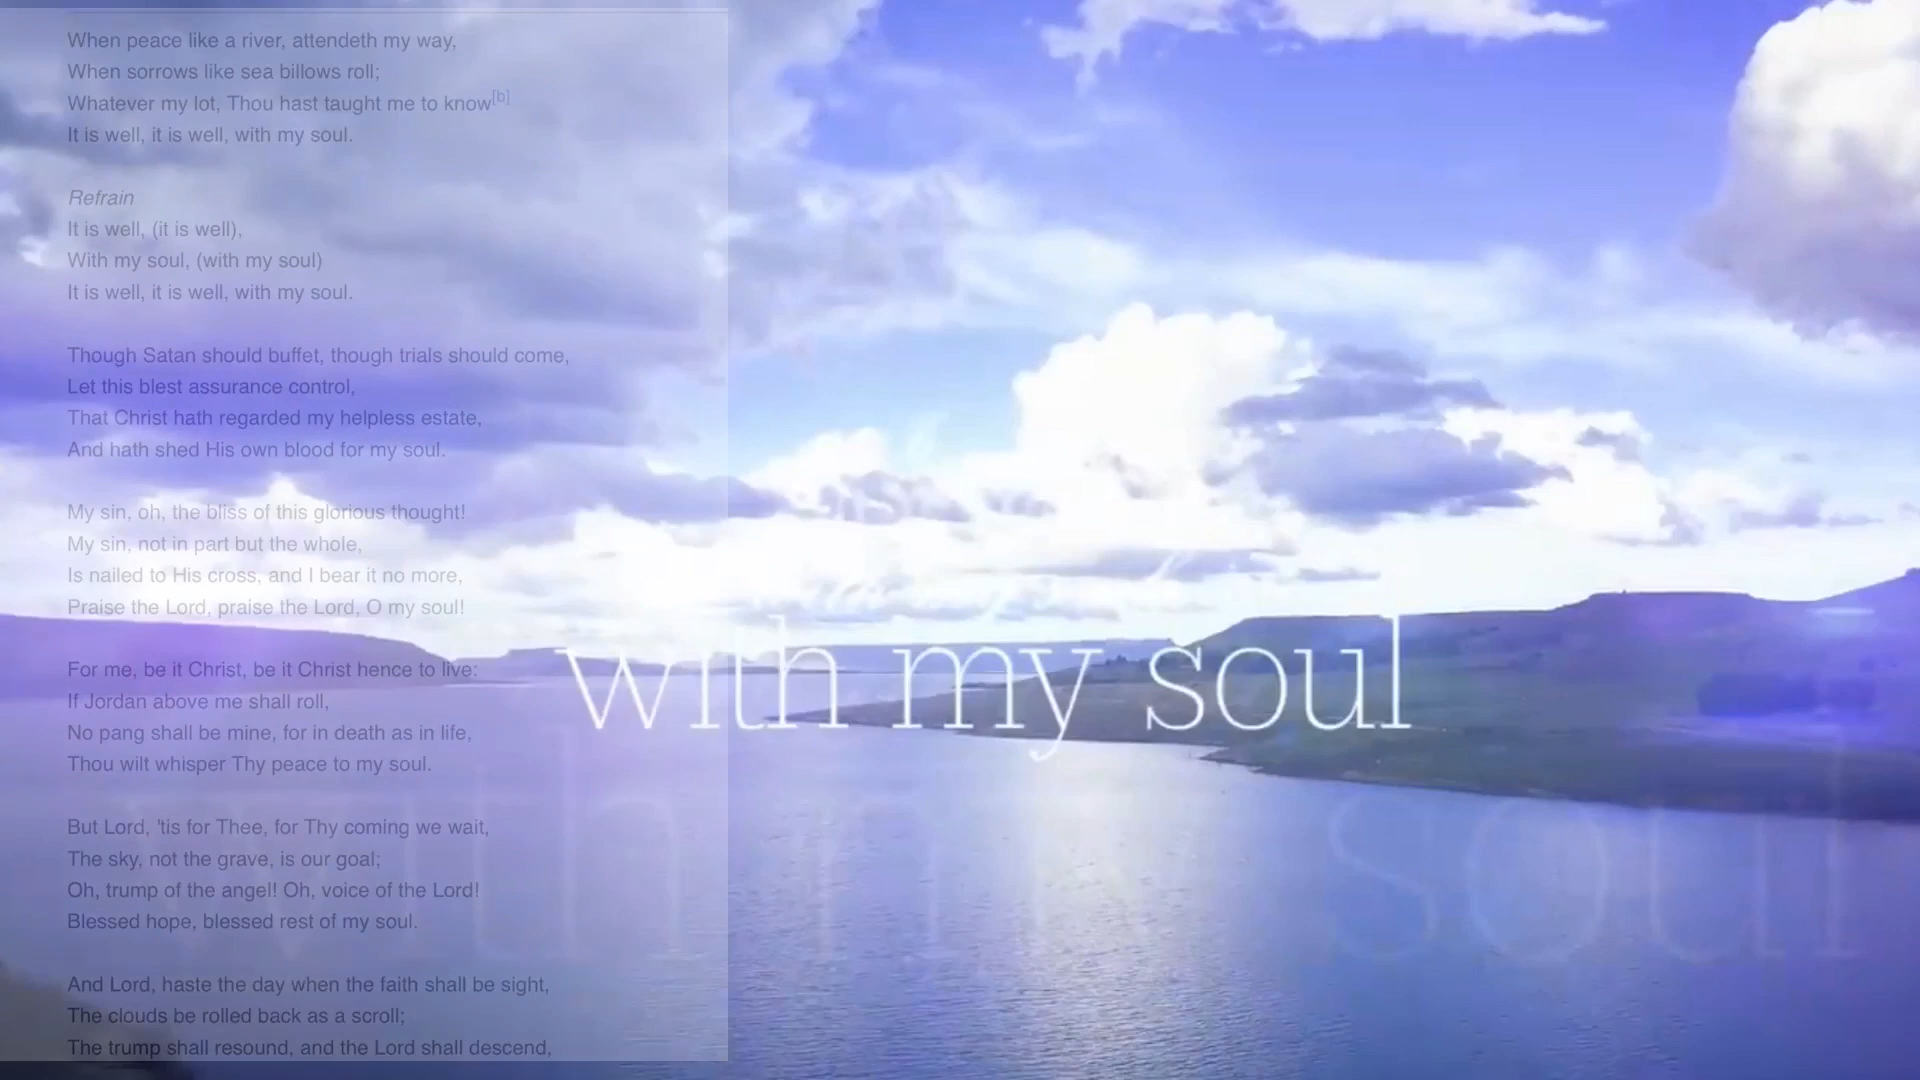 When peace like a river, attendeth my way,
When sorrows like sea billows roll;
Whatever my lot, Thou hast taught me to know[b]
It is well, it is well, with my soul.
Refrain
It is well, (it is well),
With my soul, (with my soul)
It is well, it is well, with my soul.
Though Satan should buffet, though trials should come,
Let this blest assurance control,
That Christ hath regarded my helpless estate,
And hath shed His own blood for my soul.
My sin, oh, the bliss of this glorious thought!
My sin, not in part but the whole,
Is nailed to His cross, and I bear it no more,
Praise the Lord, praise the Lord, O my soul!
For me, be it Christ, be it Christ hence to live:
If Jordan above me shall roll,
No pang shall be mine, for in death as in life,
Thou wilt whisper Thy peace to my soul.
But Lord, 'tis for Thee, for Thy coming we wait,
The sky, not the grave, is our goal;
Oh, trump of the angel! Oh, voice of the Lord!
Blessed hope, blessed rest of my soul.
And Lord, haste the day when the faith shall be sight,
The clouds be rolled back as a scroll;
The trump shall resound, and the Lord shall descend,
with my soul
with my soul